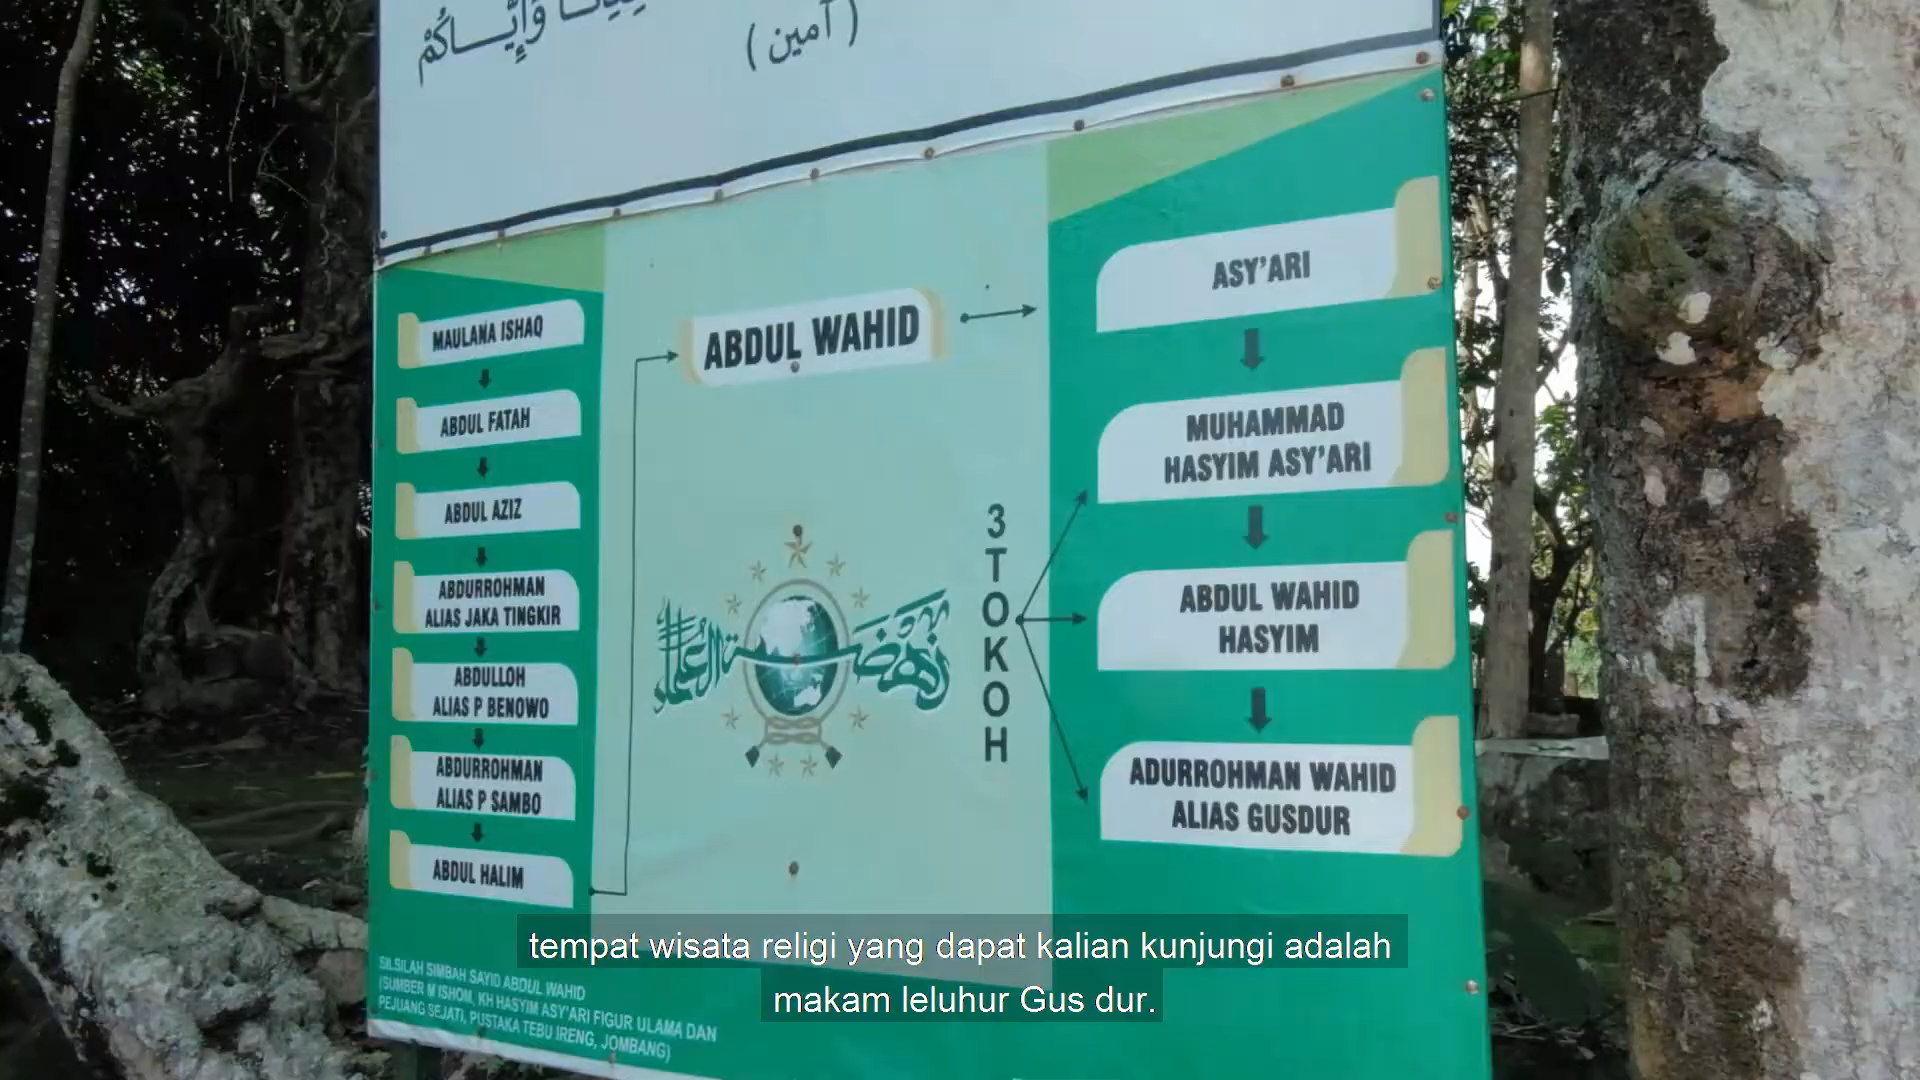 وَإِيَّاكُمْ
( آمين )
MAULANA ISHAQ
ABDUL FATAH
ABDUL AZIZ
ABDURROHMAN
ALIAS JAKA TINGKIR
ABDULLOH
ALIAS P BENOWO
ABDURROHMAN
ALIAS P SAMBO
ABDUL HALIM
ABDUL WAHID
نهضة العلماء
3
T
O
K
O
H
ASY'ARI
MUHAMMAD
HASYIM ASY'ARI
ABDUL WAHID
HASYIM
ADURROHMAN WAHID
ALIAS GUSDUR
SILSILAH SIMBAH SAYID ABDUL WAHID
(SUMBER M ISHOM, KH HASYIM ASY'ARI FIGUR ULAMA DAN
PEJUANG SEJATI, PUSTAKA TEBU IRENG, JOMBANG)
tempat wisata religi yang dapat kalian kunjungi adalah
makam leluhur Gus dur.